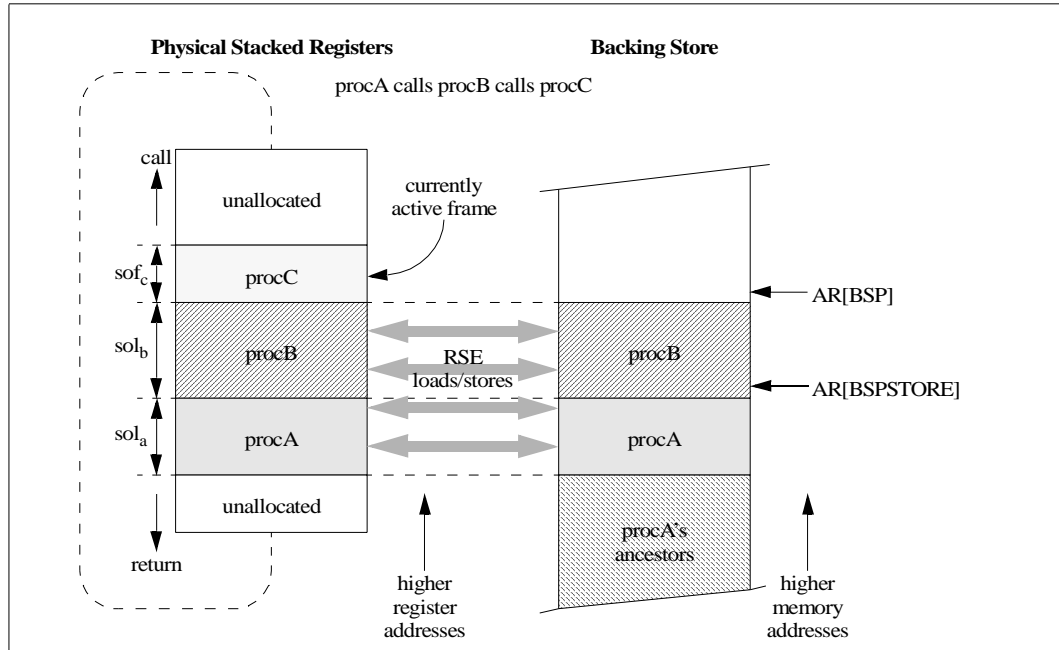 Physical Stacked Registers
Backing Store
procA calls procB calls procC
call
unallocated
currently
active frame
sofc
procC
AR[BSP]
solb
procB
RSE
loads/stores
procB
AR[BSPSTORE]
sola
procA
procA
unallocated
procA's
ancestors
return
higher
register
addresses
higher
memory
addresses